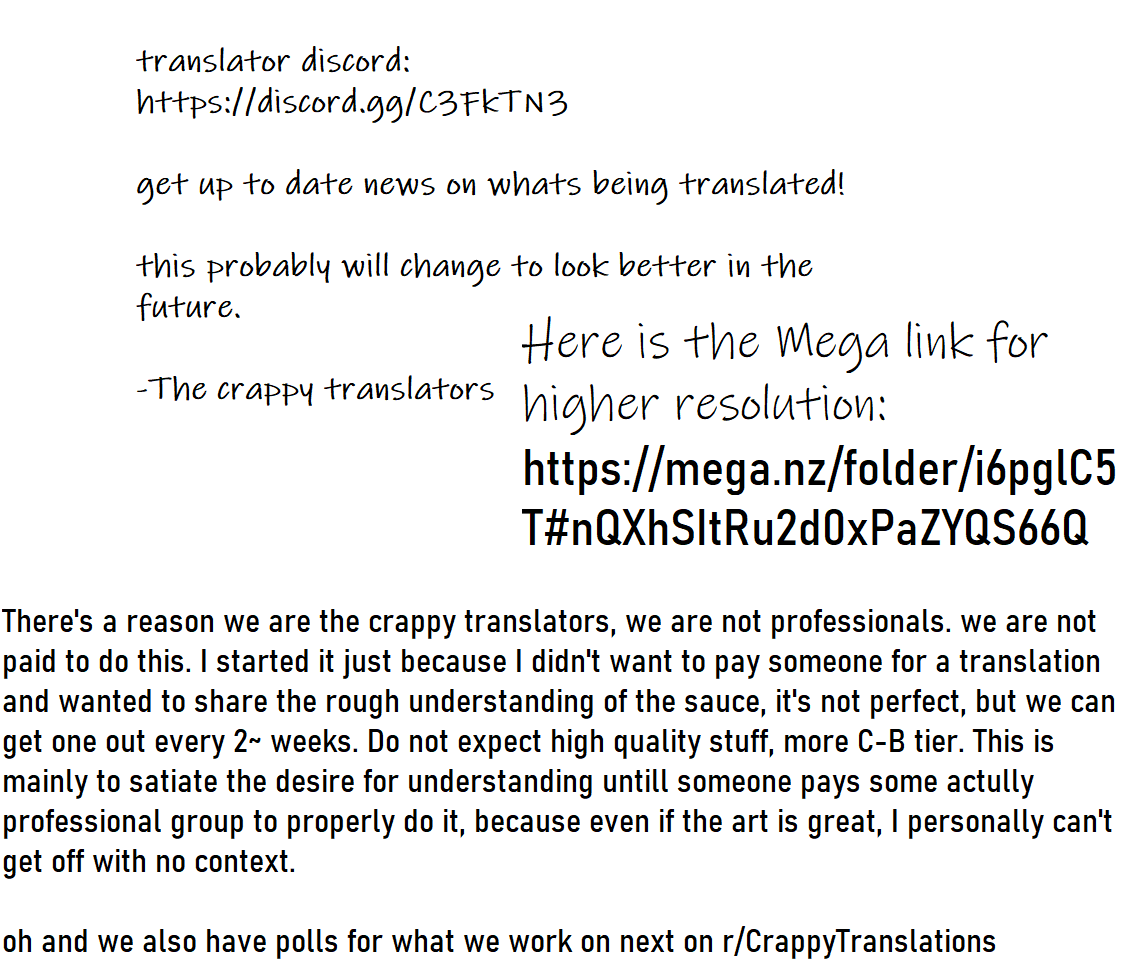 translator discord:
https://discord.gg/C3FkTN3
get up to date news on whats being translated!
this probably will change to look better in the
future.
-The crappy translators
Here is the Mega link for
higher resolution:
https://mega.nz/folder/i6pglC5
T#nQXhSItRu2d0xPaZYQS66Q
There's a reason we are the crappy translators, we are not professionals. we are not
paid to do this. I started it just because I didn't want to pay someone for a translation
and wanted to share the rough understanding of the sauce, it's not perfect, but we can
get one out every 2~ weeks. Do not expect high quality stuff, more C-B tier. This is
mainly to satiate the desire for understanding untill someone pays some actully
professional group to properly do it, because even if the art is great, I personally can't
get off with no context.
oh and we also have polls for what we work on next on r/CrappyTranslations